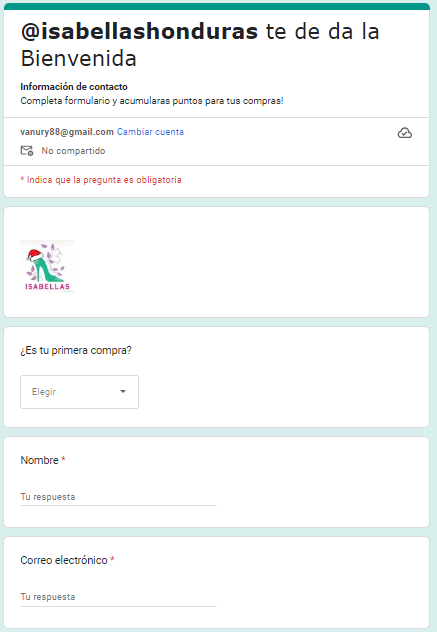 @isabellashonduras te de da la
Bienvenida
Información de contacto
Completa formulario y acumularas puntos para tus compras!
vanury88@gmail.com Cambiar cuenta
No compartido
* Indica que la pregunta es obligatoria
ISABELLAS
¿Es tu primera compra?
Elegir
Nombre *
Tu respuesta
Correo electrónico *
Tu respuesta